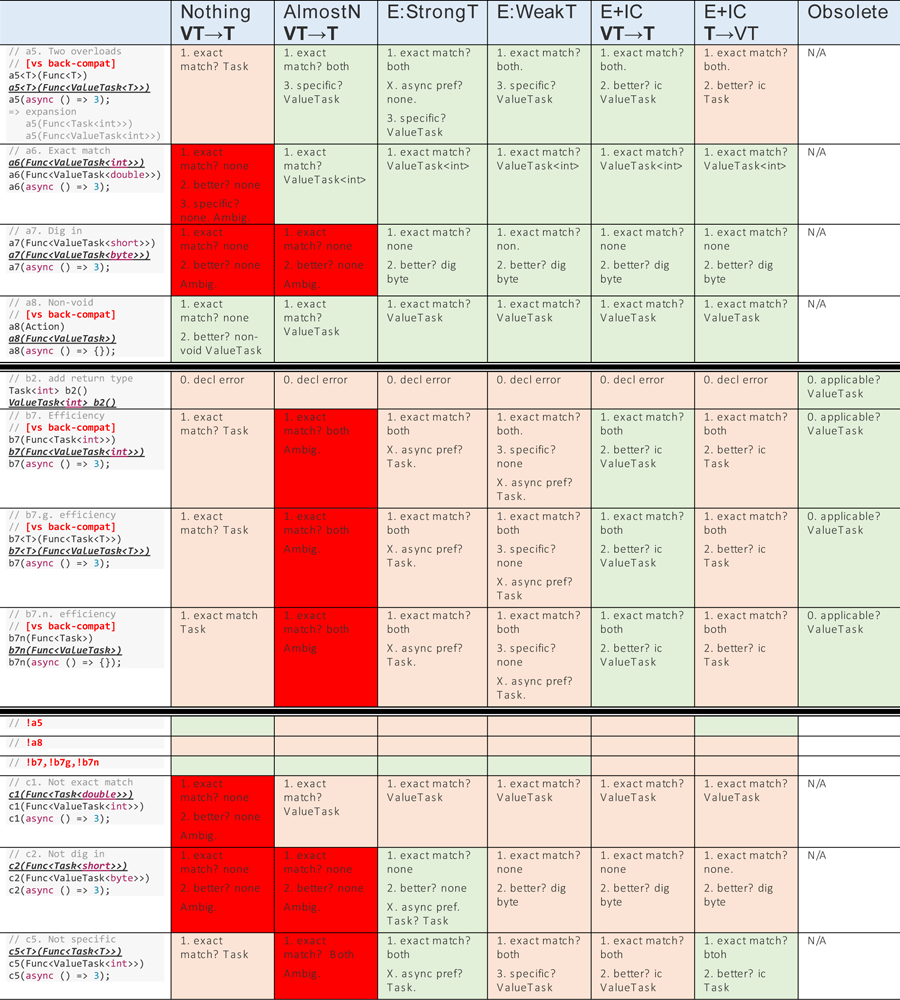 Nothing
VT→T
AlmostN
VT→T
E:StrongT
E:WeakT
E+IC
VT→T
E+IC
T→VT
Obsolete
// a5. Two overloads
// [vs back-compat]
a5<T>(Func<T>)
a5<T>(Func<ValueTask<T>>)
a5(async () => 3);
=> expansion
a5(Func<Task<int>>)
a5(Func<ValueTask<int>>)
1. exact
match? Task
1. exact
match? both
3. specific?
ValueTask
1. exact match?
both.
X. async pref?
none.
3. specific?
ValueTask
1. exact match?
both.
3. specific?
ValueTask
1. exact match?
both.
2. better? ic
ValueTask
1. exact match?
both.
2. better? ic
Task
N/A
// a6. Exact match
a6(Func<ValueTask<int>>)
a6(Func<ValueTask<double>>)
a6(async () => 3);
1. exact
match? none
2. better? none
3. specific?
none. Ambig.
1. exact
match?
ValueTask<int>
1. exact match?
ValueTask<int>
1. exact match?
ValueTask<int>
1. exact match?
ValueTask<int>
1. exact match?
ValueTask<int>
N/A
// a7. Dig in
a7(Func<ValueTask<short>>)
a7(Func<ValueTask<byte>>)
a7(async () => 3);
1. exact
match? none
2. better? none
Ambig.
1. exact
match? none
2. better? none
Ambig.
1. exact match?
none
2. better? dig
byte
1. exact match?
non.
2. better? dig
byte
1. exact match?
none
2. better? dig
byte
1. exact match?
none
2. better? dig
byte
N/A
// a8. Non-void
// [vs back-compat]
a8(Action)
a8(Func<ValueTask>)
a8(async () => {});
1. exact
match? none
2. better? non-
void ValueTask
1. exact
match?
ValueTask
1. exact match?
ValueTask
1. exact match?
ValueTask
1. exact match?
ValueTask
1. exact match?
ValueTask
N/A
// b2. add return type
Task<int> b2()
ValueTask<int> b2()
0. decl error
0. decl error
0. decl error
0. decl error
0. decl error
0. decl error
0. applicable?
ValueTask
// b7. Efficiency
// [vs back-compat]
b7(Func<Task<int>>)
b7(Func<ValueTask<int>>)
b7(async () => 3);
1. exact
match? Task
1. exact
match? both
Ambig.
1. exact match?
both
X. async pref?
Task.
1. exact match?
both.
3. specific?
none
X. async pref?
Task.
1. exact match?
both
2. better? ic
ValueTask
1. exact match?
both
2. better? ic
Task
0. applicable?
ValueTask
// b7.g. efficiency
// [vs back-compat]
b7<T>(Func<Task<T>>)
b7<T>(Func<ValueTask<T>>)
b7(async () => 3);
1. exact
match? Task
1. exact
match? both
Ambig.
1. exact match?
both
X. async pref?
Task.
1. exact match?
both
3. specific?
none
X. async pref?
Task
1. exact match?
both
2. better? ic
ValueTask
1. exact match?
both
2. better? ic
Task
0. applicable?
ValueTask
// b7.n. efficiency
// [vs back-compat]
b7n(Func<Task>)
b7n(Func<ValueTask>)
b7n(async () => {});
1. exact match
Task
1. exact
match? both
Ambig
1. exact match?
both
X. async pref?
Task.
1. exact match?
both
3. specific?
none
X. async pref?
Task.
1. exact match?
both
2. better? ic
ValueTask
1. exact match?
both
2. better? ic
Task
0. applicable?
ValueTask
// !a5
// !a8
// !b7,!b7g,!b7n
// c1. Not exact match
c1(Func<Task<double>>)
c1(Func<ValueTask<int>>)
c1(async () => 3);
1. exact
match? none
2. better? none
Ambig.
1. exact
match?
ValueTask
1. exact match?
ValueTask
1. exact match?
ValueTask
1. exact match?
ValueTask
1. exact match?
ValueTask
N/A
// c2. Not dig in
c2(Func<Task<short>>)
c2(Func<ValueTask<byte>>)
c2(async () => 3);
1. exact
match? none
2. better? none
Ambig.
1. exact
match? none
2. better? none
Ambig.
1. exact match?
none
2. better? none
X. async pref.
Task? Task
1. exact match?
none
2. better? dig
byte
1. exact match?
none
2. better? dig
byte
1. exact match?
none.
2. better? dig
byte
N/A
// c5. Not specific
c5<T>(Func<Task<T>>)
c5(Func<ValueTask<int>>)
c5(async () => 3);
1. exact
match? Task
1. exact
match? Both
Ambig.
1. exact match?
both
X. async pref?
Task.
1. exact match?
both
3. specific?
ValueTask
1. exact match?
both
2. better? ic
ValueTask
1. exact match?
btoh
2. better? ic
Task
N/A